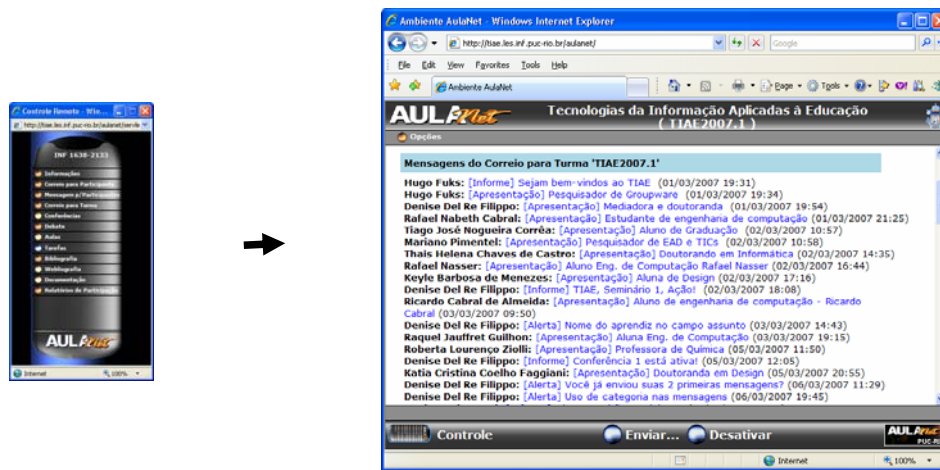 Controle Remoto - Win...
http://tiae.les.inf.puc-rio.br/aulanet/servle
INF 1638-2133
Informações
Correio para Participante
Mensagem p/Participante
Correio para Turma
Conferências
Debate
Aulas
Tarefas
Bibliografia
Webliografia
Documentação
Relatórios de Participação
AULANet
Internet
100%
Ambiente AulaNet - Windows Internet Explorer
http://tiae.les.inf.puc-rio.br/aulanet/
Google
File Edit View Favorites Tools Help
Ambiente AulaNet
Page Tools
AULANet
Tecnologias da Informação Aplicadas à Educação
( TIAE2007.1 )
Opções
Mensagens do Correio para Turma 'TIAE2007.1'
Hugo Fuks: [Informe] Sejam bem-vindos ao TIAE (01/03/2007 19:31)
Hugo Fuks: [Apresentação] Pesquisador de Groupware (01/03/2007 19:34)
Denise Del Re Filippo: [Apresentação] Mediadora e doutoranda (01/03/2007 19:54)
Rafael Nabeth Cabral: [Apresentação] Estudante de engenharia de computação (01/03/2007 21:25)
Tiago José Nogueira Corrêa: [Apresentação] Aluno de Graduação (02/03/2007 10:57)
Mariano Pimentel: [Apresentação] Pesquisador de EAD e TICs (02/03/2007 10:58)
Thais Helena Chaves de Castro: [Apresentação] Doutorando em Informática (02/03/2007 14:35)
Rafael Nasser: [Apresentação] Aluno Eng. de Computação Rafael Nasser (02/03/2007 16:44)
Keyle Barbosa de Menezes: [Apresentação] Aluna de Design (02/03/2007 17:16)
Denise Del Re Filippo: [Informe] TIAE, Seminário 1, Ação! (02/03/2007 18:08)
Ricardo Cabral de Almeida: [Apresentação] Aluno de engenharia de computação - Ricardo
Cabral (03/03/2007 09:50)
Denise Del Re Filippo: [Alerta] Nome do aprendiz no campo assunto (03/03/2007 14:43)
Raquel Jauffret Guilhon: [Apresentação] Aluna Eng. de Computação (03/03/2007 19:15)
Roberta Lourenço Ziolli: [Apresentação] Professora de Química (05/03/2007 11:50)
Denise Del Re Filippo: [Informe] Conferência 1 está ativa! (05/03/2007 12:05)
Katia Cristina Coelho Faggiani: [Apresentação] Doutoranda em Design (05/03/2007 20:55)
Denise Del Re Filippo: [Alerta] Você já enviou suas 2 primeiras mensagens? (06/03/2007 11:29)
Denise Del Re Filippo: [Alerta] Uso de categoria nas mensagens (06/03/2007 19:45)
Controle Enviar... Desativar
AULANet
PUC-R
Internet
100%